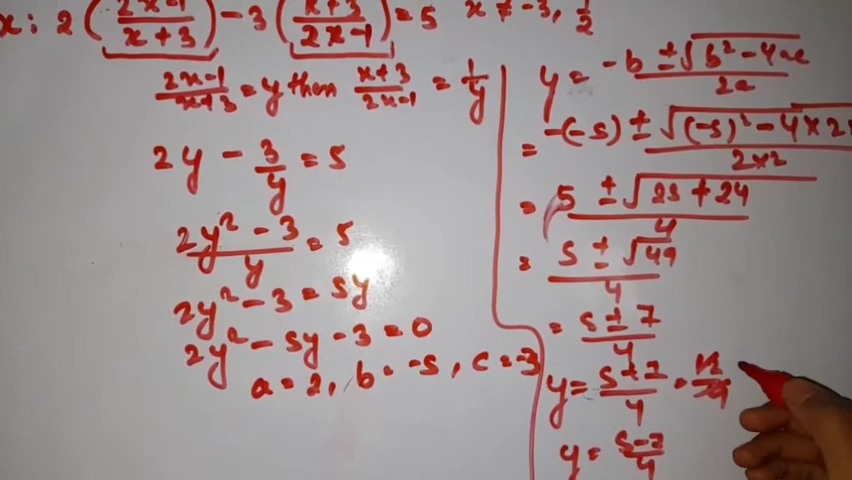 x: 2 ((2x-1)/(x+3)) - 3 ((x+3)/(2x-1)) = 5 x ≠ -3, 1/2
(2x-1)/(x+3) = y then (x+3)/(2x-1) = 1/y
2y - 3/y = 5
(2y² - 3)/y = 5
2y² - 3 = 5y
2y² - 5y - 3 = 0
a = 2, b = -5, c = -3
y = (-b ± √(b² - 4ac))/(2a)
= (-(-5) ± √((-5)² - 4×2
/(2×2)
= (5 ± √(25 + 24))/4
= (5 ± √49)/4
= (5 ± 7)/4
y = (5+7)/4 =
y = (5-7)/4